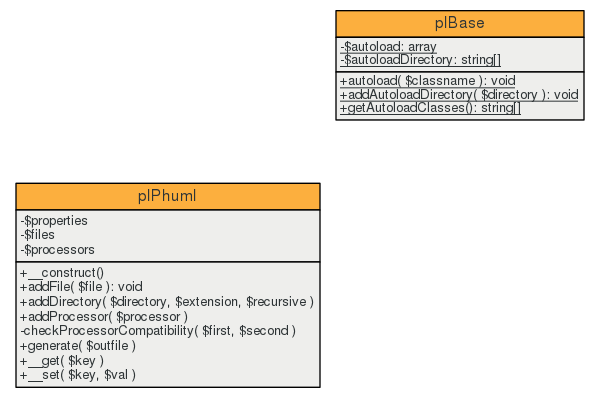 plBase
-$autoload: array
-$autoloadDirectory: string[]
+autoload( $classname ): void
+addAutoloadDirectory( $directory ): void
+getAutoloadClasses(): string[]
plPhuml
-$properties
-$files
-$processors
+__construct()
+addFile( $file ): void
+addDirectory( $directory, $extension, $recursive )
+addProcessor( $processor )
-checkProcessorCompatibility( $first, $second )
+generate( $outfile )
+__get( $key )
+__set( $key, $val )